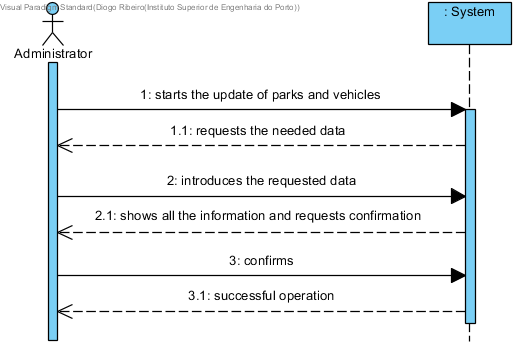 Visual Paradigm Standard(Diogo Ribeiro(Instituto Superior de Engenharia do Porto))
: System
Administrator
1: starts the update of parks and vehicles
1.1: requests the needed data
2: introduces the requested data
2.1: shows all the information and requests confirmation
3: confirms
3.1: successful operation